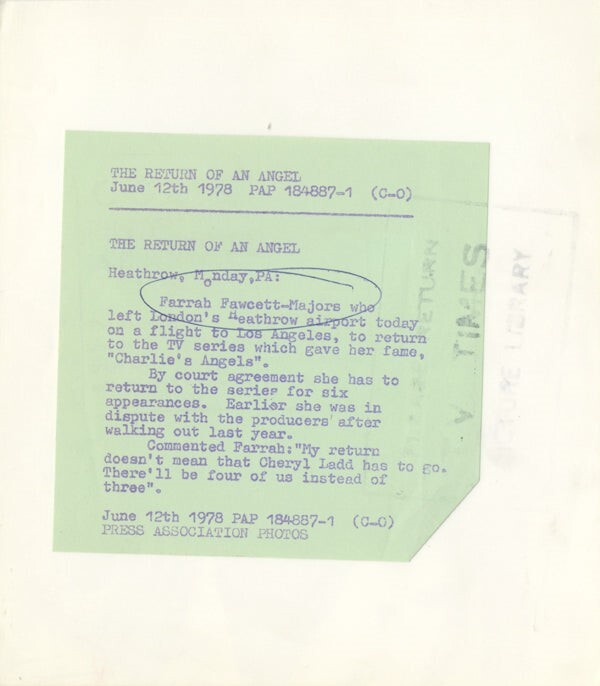 THE RETURN OF AN ANGEL
June 12th 1978 PAP 184887-1 (C-O)
THE RETURN OF AN ANGEL
Heathrow, Monday,PA:
Farrah Fawcett-Majors who
left London's Heathrow airport today
on a flight to Los Angeles, to return
to the TV series which gave her fame,
"Charlie's Angels".
By court agreement she has to
return to the series for six
appearances. Earlier she was in
dispute with the producers after
walking out last year.
Commented Farrah:"My return
doesn't mean that Cheryl Ladd has to go.
There'll be four of us instead of
three".
June 12th 1978 PAP 184887-1 (C-O)
PRESS ASSOCIATION PHOTOS
RETURN
V TIMES
PICTURE LIBRARY